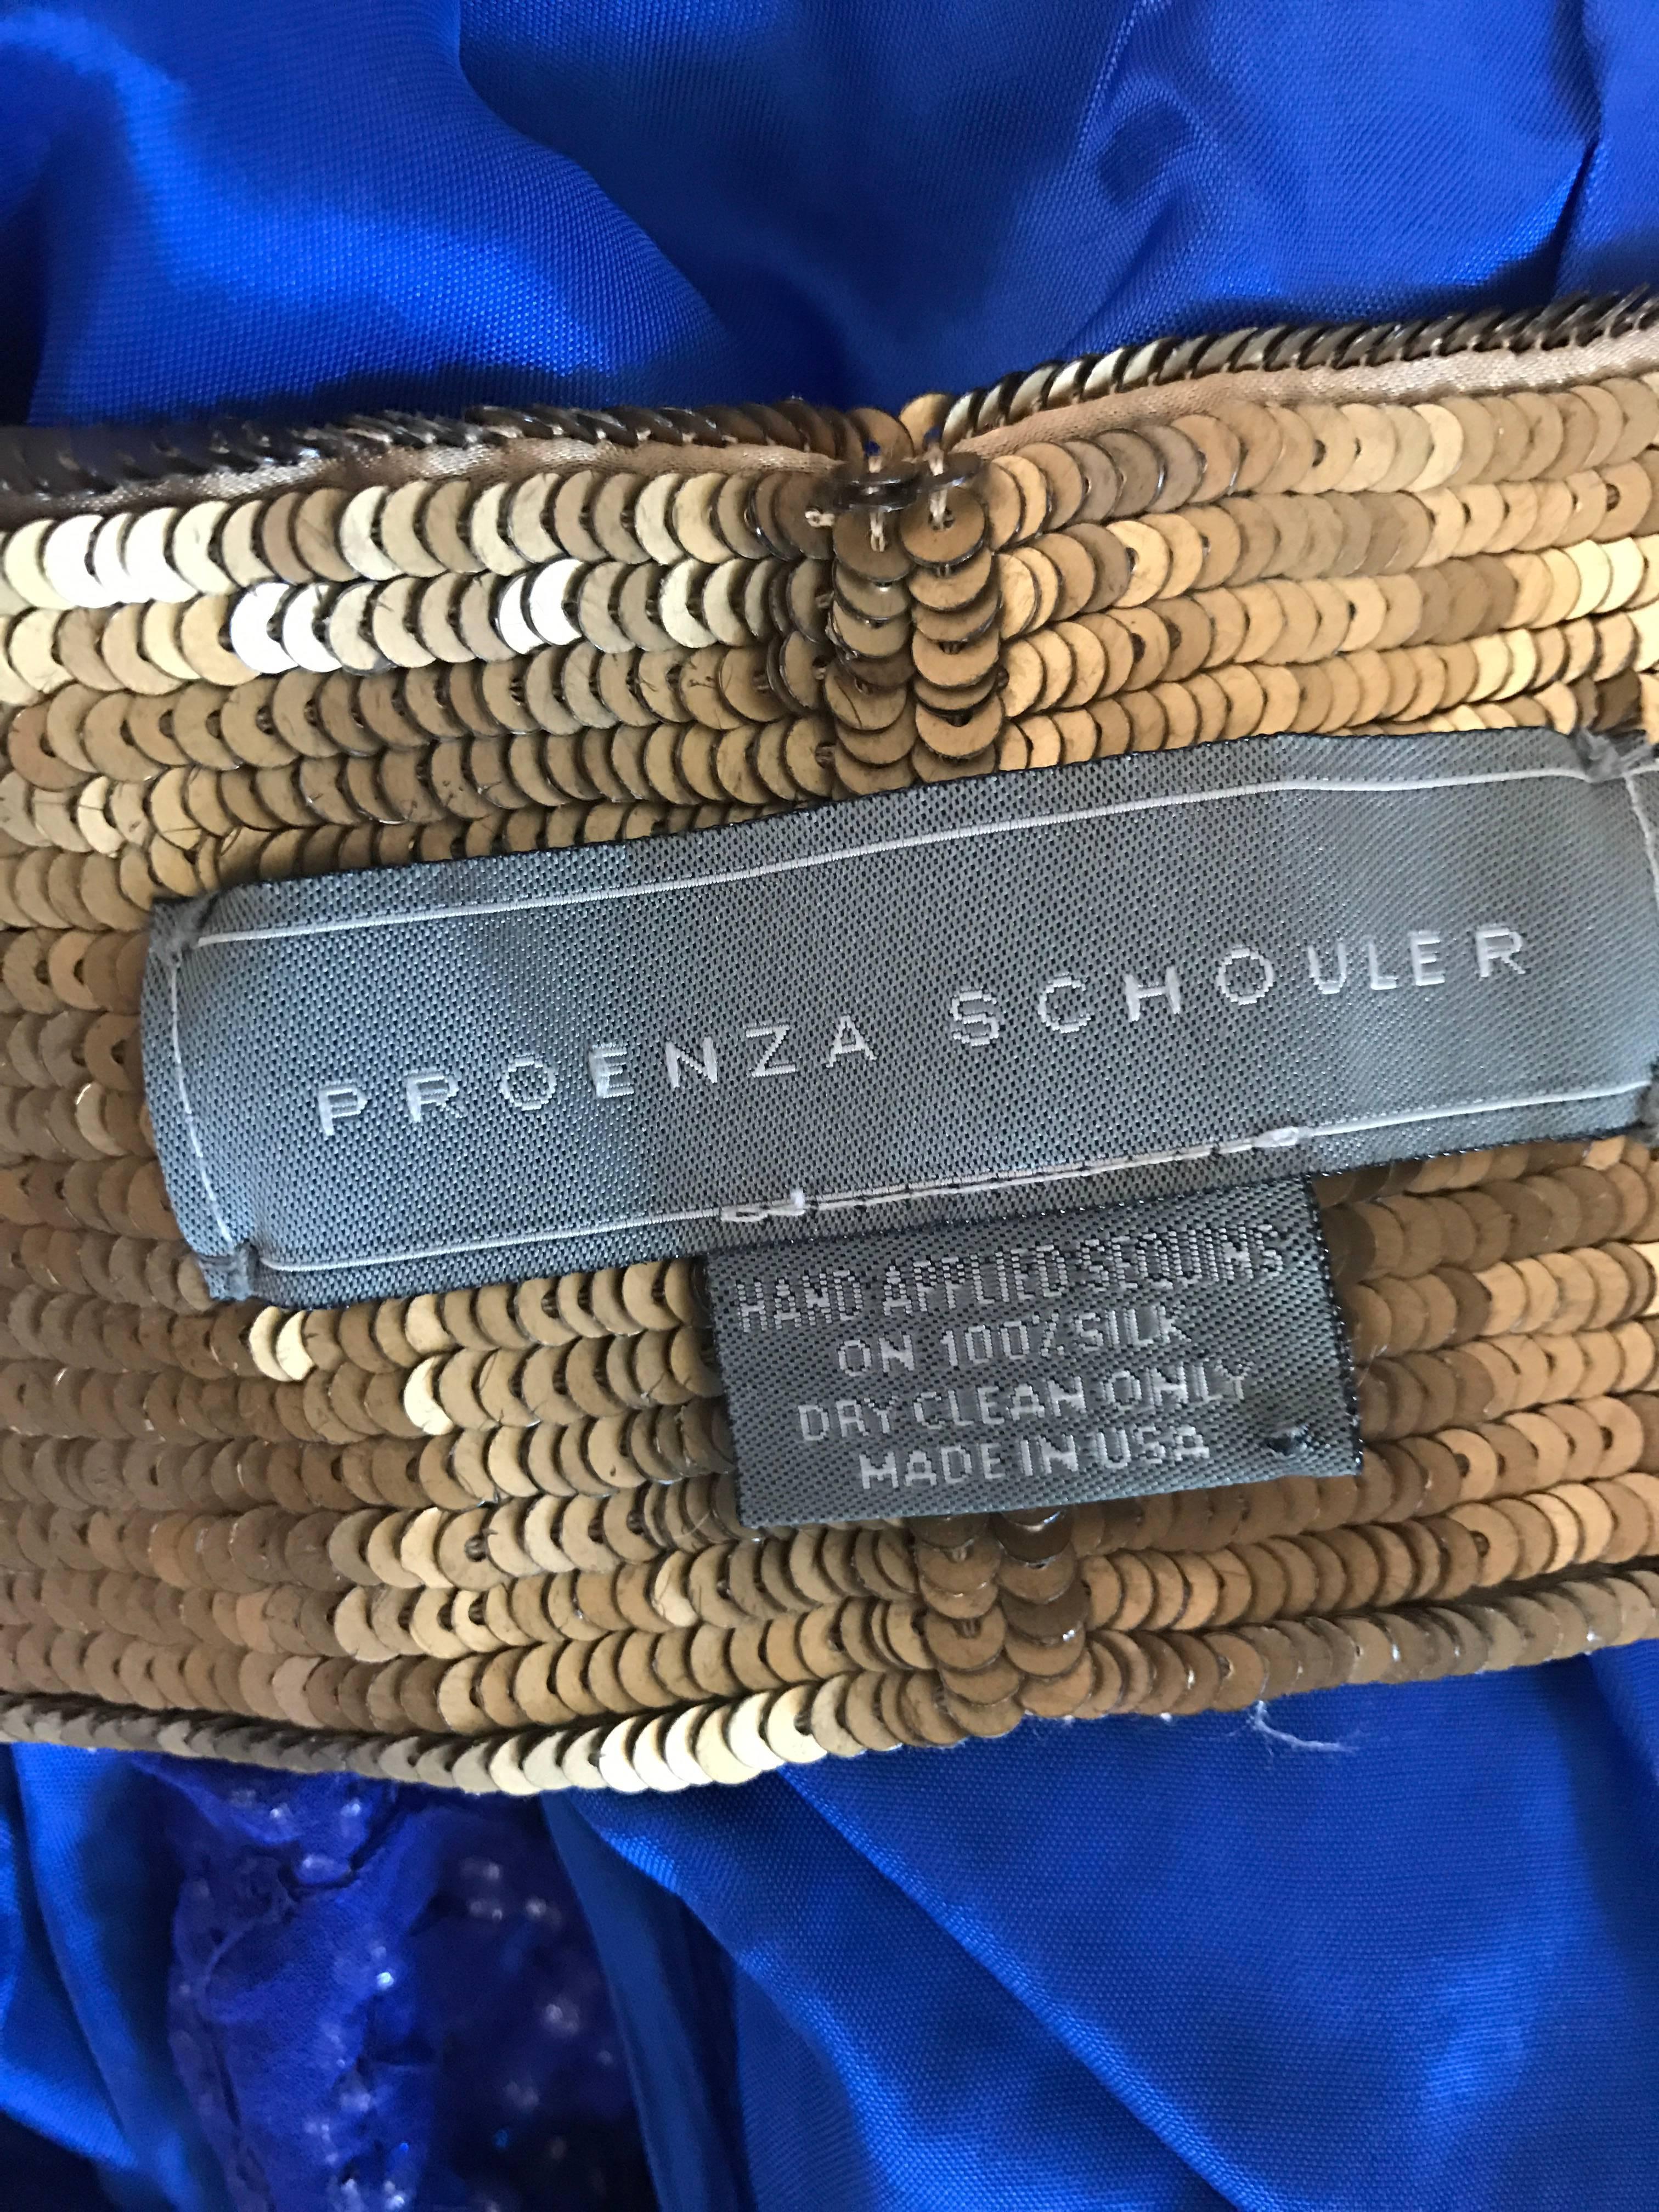 PROENZA SCHOULER
HAND APPLIED SEQUINS
ON 100% SILK
DRY CLEAN ONLY
MADE IN USA